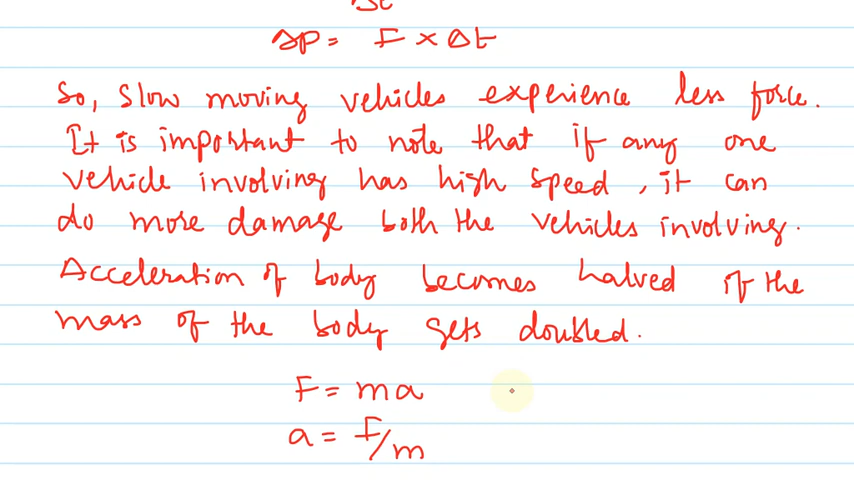 Δp = F × Δt
So, slow moving vehicles experience less force.
It is important to note that if any one
vehicle involving has high speed, it can
do more damage both the vehicles involving.
Acceleration of body becomes halved if the
mass of the body gets doubled.
F = ma
a = F/m